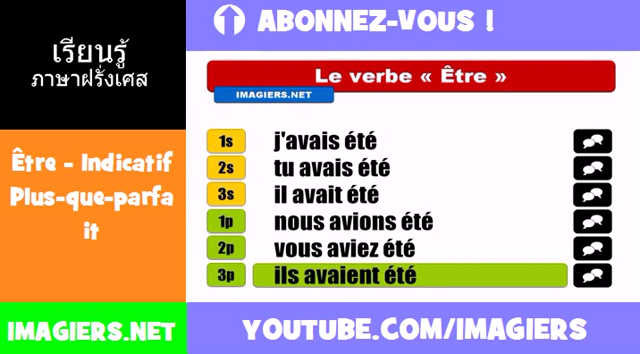 เรียนรู้
ภาษาฝรั่งเศส
Être - Indicatif
Plus-que-parfa
it
IMAGIERS.NET
ABONNEZ-VOUS !
Le verbe « Être »
IMAGIERS.NET
1s j'avais été
2s tu avais été
3s il avait été
1p nous avions été
2p vous aviez été
3p ils avaient été
YOUTUBE.COM/IMAGIERS